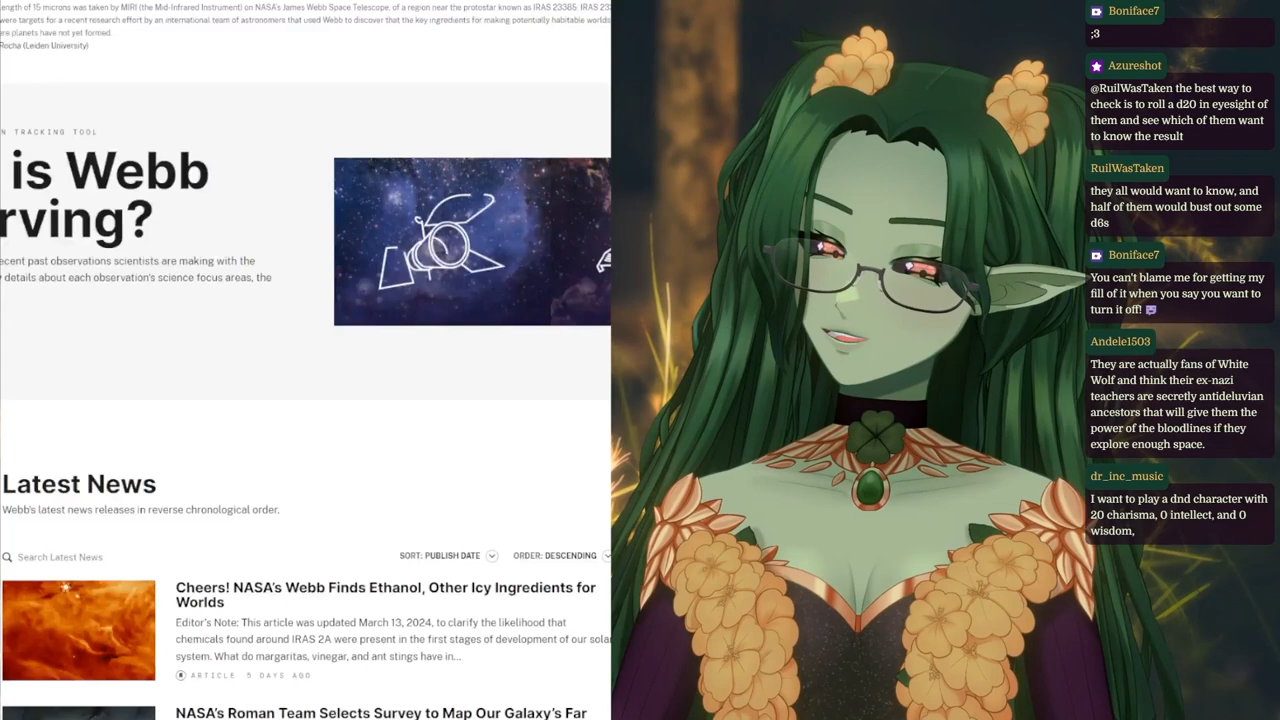 ength of 15 microns was taken by MIRI (the Mid-Infrared Instrument) on NASA's James Webb Space Telescope, of a region near the protostar known as IRAS 23385. IRAS 23
were targets for a recent research effort by an international team of astronomers that used Webb to discover that the key ingredients for making potentially habitable worlds
ere planets have not yet formed.
Rocha (Leiden University)
N TRACKING TOOL
is Webb
rving?
ecent past observations scientists are making with the
details about each observation's science focus areas, the
Latest News
Webb's latest news releases in reverse chronological order.
Search Latest News
SORT: PUBLISH DATE
ORDER: DESCENDING
Cheers! NASA's Webb Finds Ethanol, Other Icy Ingredients for
Worlds
Editor's Note: This article was updated March 13, 2024, to clarify the likelihood that
chemicals found around IRAS 2A were present in the first stages of development of our solar
system. What do margaritas, vinegar, and ant stings have in...
ARTICLE 5 DAYS AGO
NASA's Roman Team Selects Survey to Map Our Galaxy's Far
Boniface7
;3
Azureshot
@RuilWasTaken the best way to
check is to roll a d20 in eyesight of
them and see which of them want
to know the result
RuilWasTaken
they all would want to know, and
half of them would bust out some
d6s
Boniface7
You can't blame me for getting my
fill of it when you say you want to
turn it off!
Andele1503
They are actually fans of White
Wolf and think their ex-nazi
teachers are secretly antideluvian
ancestors that will give them the
power of the bloodlines if they
explore enough space.
dr_inc_music
I want to play a dnd character with
20 charisma, 0 intellect, and 0
wisdom,